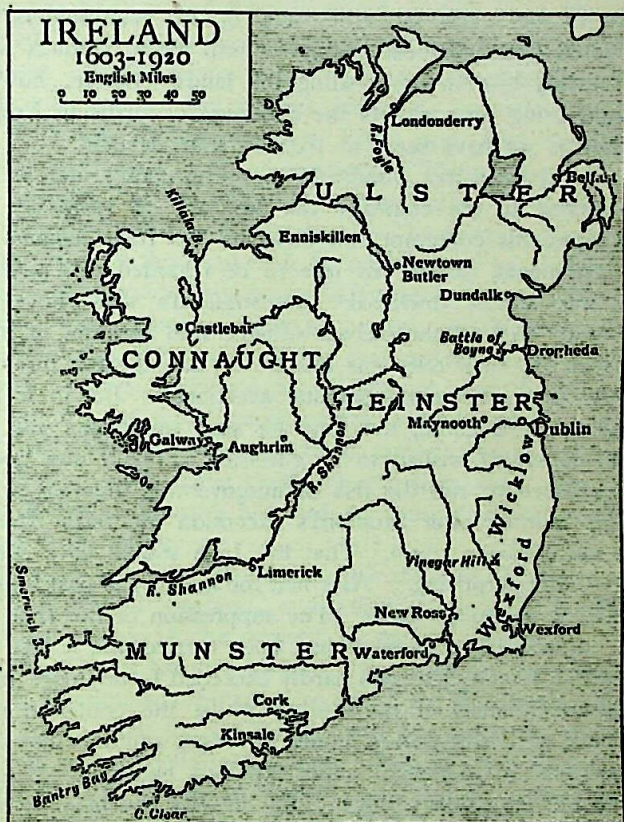 IRELAND
1603-1920
English Miles
0 10 20 30 40 50
Londonderry
R. Foyle
Belfast
ULSTER
Killala B.
Enniskillen
Newtown
Butler
Dundalk
Castlebar
Battle of
Boyne
Drogheda
CONNAUGHT
LEINSTER
Maynooth
Dublin
Galway
Aughrim
R. Shannon
Wicklow
Vinegar Hill
Limerick
R. Shannon
Smerwick B.
New Ross
Wexford
Wexford
MUNSTER
Waterford
Cork
Kinsale
Bantry Bay
C. Clear